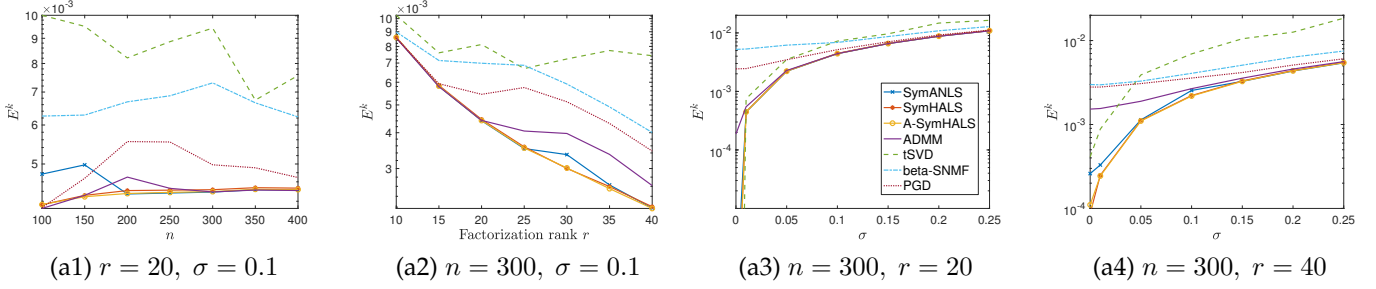 ×10⁻³
10
9
8
7
6
5
Eᵏ
100 150 200 250 300 350 400
n
(a1) r = 20, σ = 0.1
×10⁻³
10
9
8
7
6
5
4
3
Eᵏ
10 15 20 25 30 35 40
Factorization rank r
(a2) n = 300, σ = 0.1
10⁻²
10⁻³
10⁻⁴
Eᵏ
SymANLS
SymHALS
A-SymHALS
ADMM
tSVD
beta-SNMF
PGD
0 0.05 0.1 0.15 0.2 0.25
σ
(a3) n = 300, r = 20
10⁻²
10⁻³
10⁻⁴
Eᵏ
0 0.05 0.1 0.15 0.2 0.25
σ
(a4) n = 300, r = 40